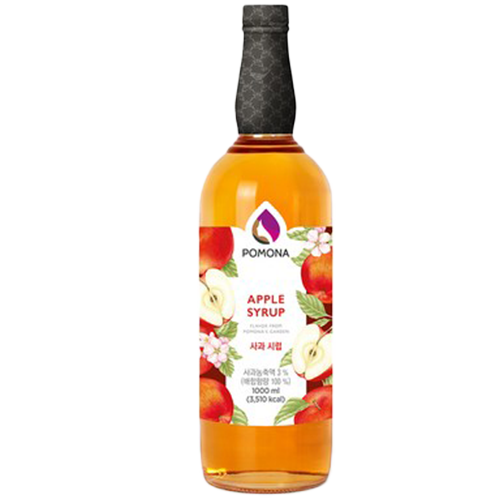 POMONA
APPLE
SYRUP
FLAVOR FROM
POMONA'S GARDEN
사과 시럽
사과농축액 3 %
(배합함량 100 %)
1000 ml
(3,510 kcal)